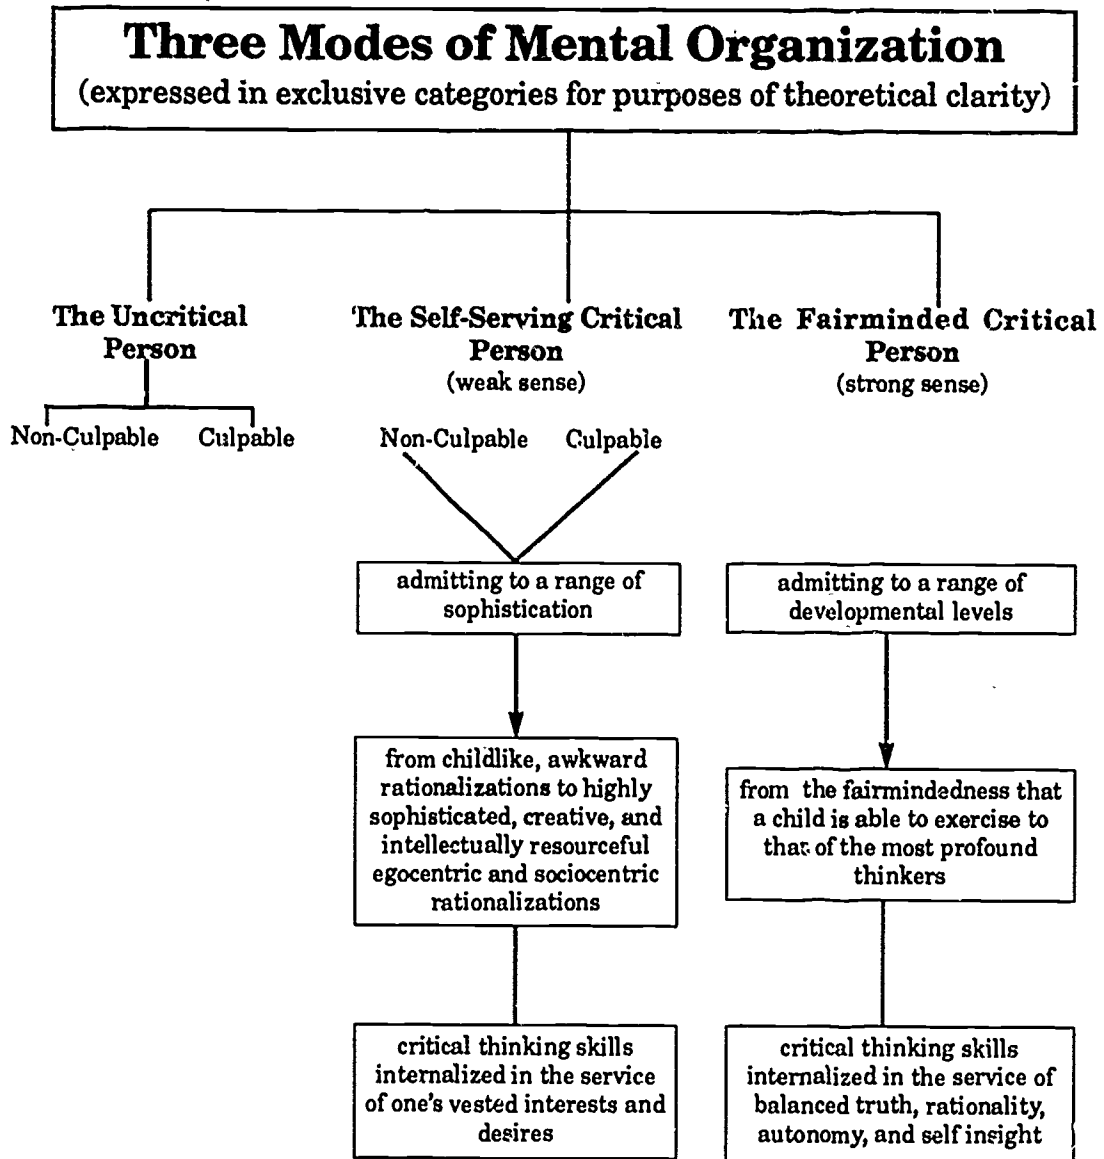 Three Modes of Mental Organization
(expressed in exclusive categories for purposes of theoretical clarity)
The Uncritical
Person
Non-Culpable Culpable
The Self-Serving Critical
Person
(weak sense)
Non-Culpable Culpable
admitting to a range of
sophistication
from childlike, awkward
rationalizations to highly
sophisticated, creative, and
intellectually resourceful
egocentric and sociocentric
rationalizations
critical thinking skills
internalized in the service
of one's vested interests and
desires
The Fairminded Critical
Person
(strong sense)
admitting to a range of
developmental levels
from the fairmindedness that
a child is able to exercise to
that of the most profound
thinkers
critical thinking skills
internalized in the service of
balanced truth, rationality,
autonomy, and self insight